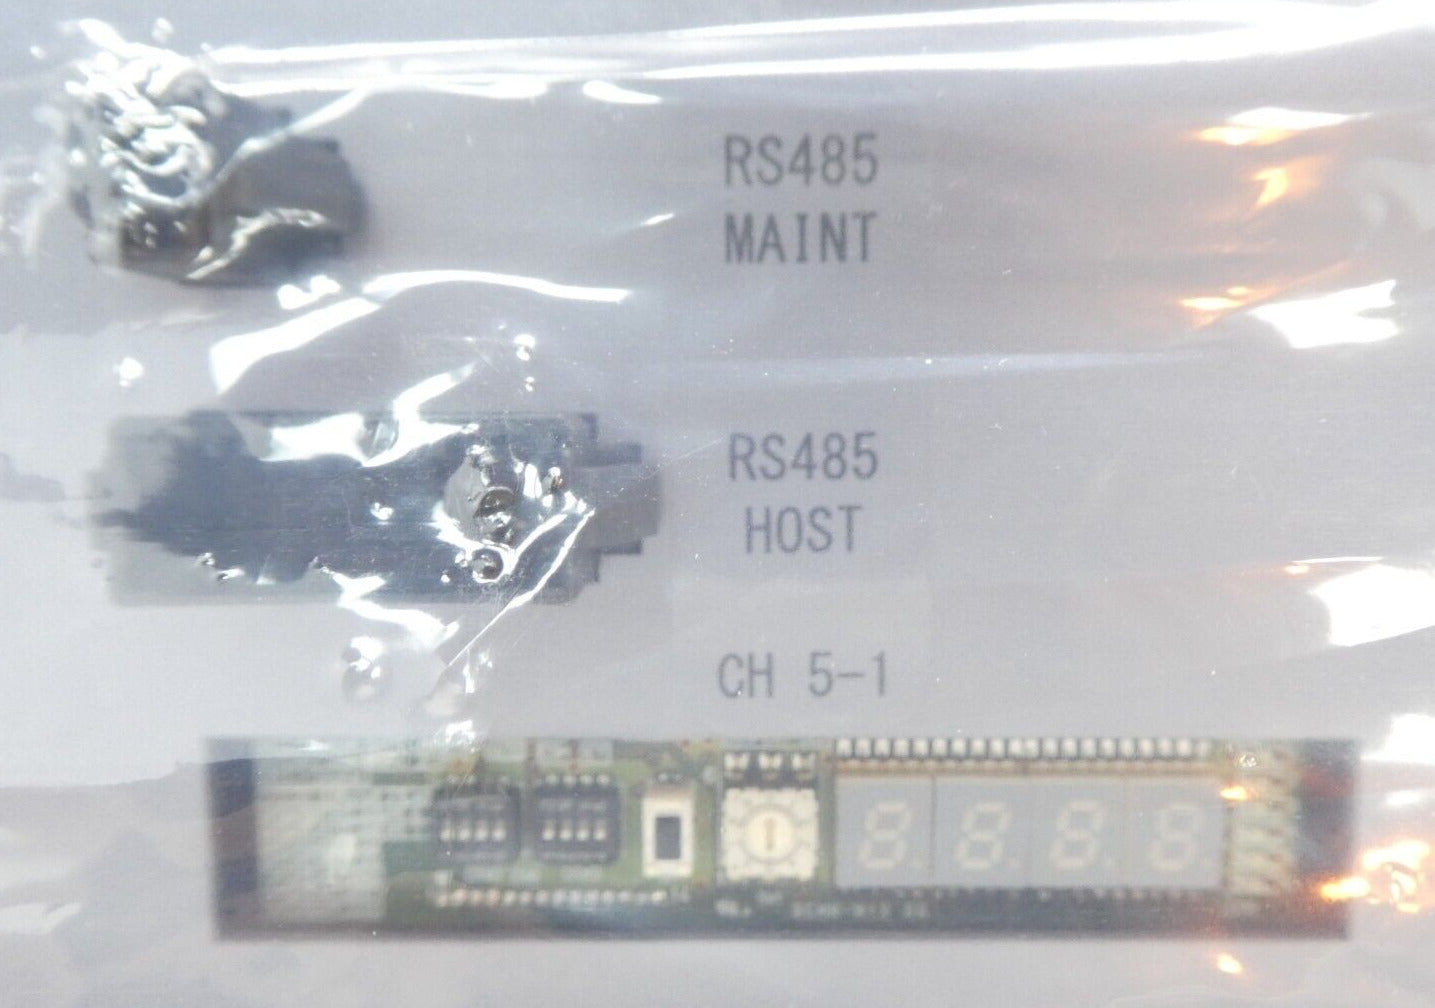 RS485
MAINT
RS485
HOST
CH 5-1